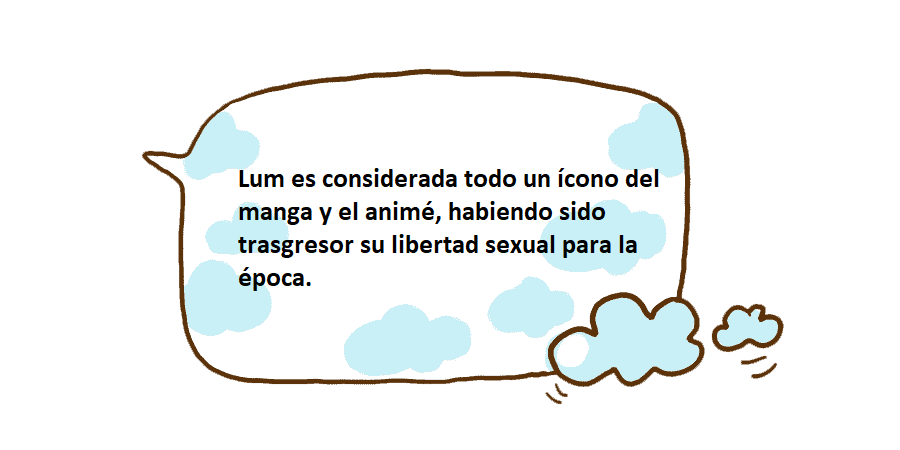 Lum es considerada todo un ícono del
manga y el animé, habiendo sido
trasgresor su libertad sexual para la
época.